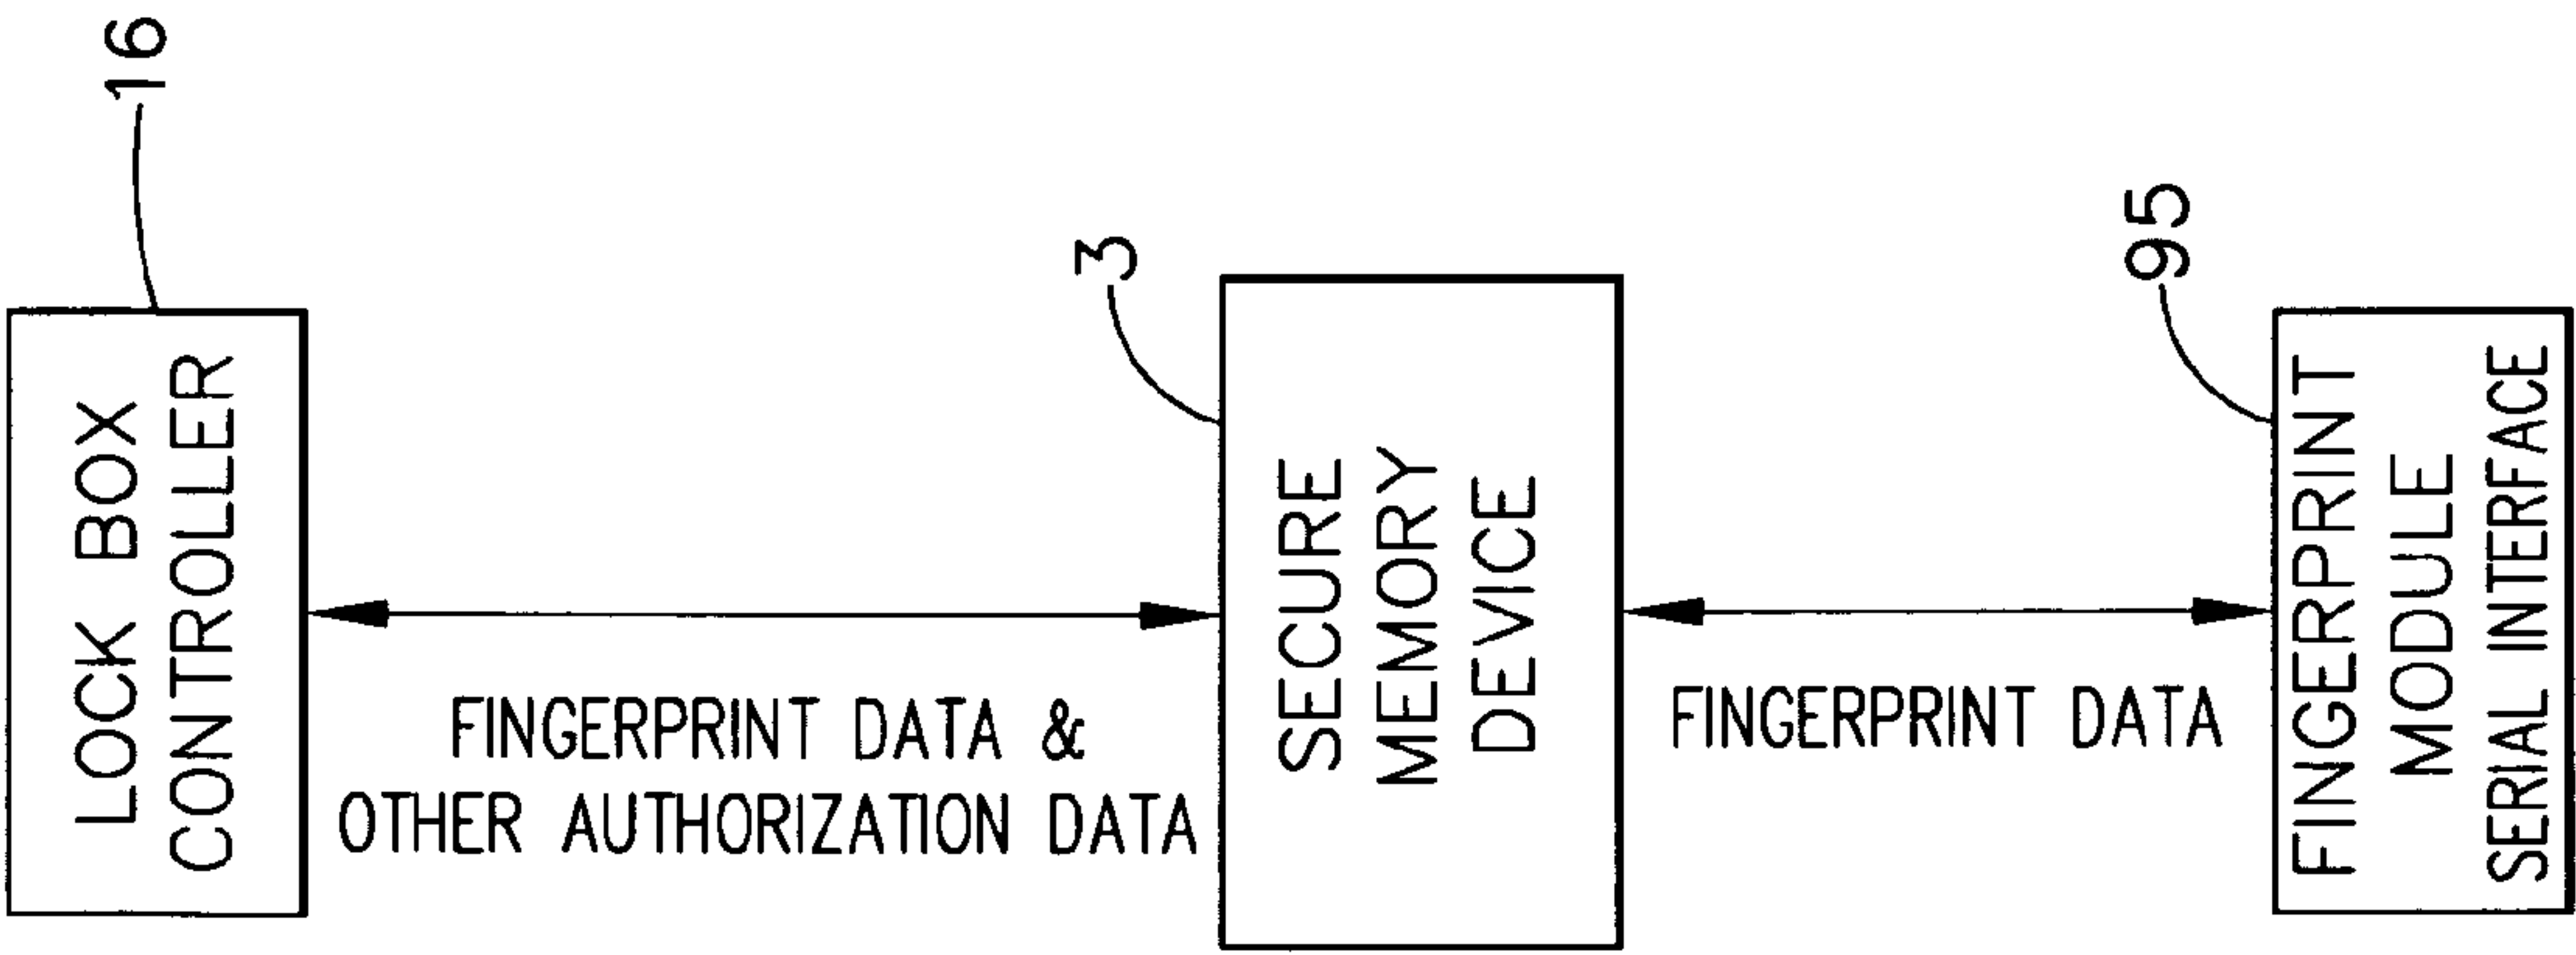 16
LOCK BOX
CONTROLLER
FINGERPRINT DATA &
OTHER AUTHORIZATION DATA
3
SECURE
MEMORY
DEVICE
FINGERPRINT DATA
95
FINGERPRINT
MODULE
SERIAL INTERFACE